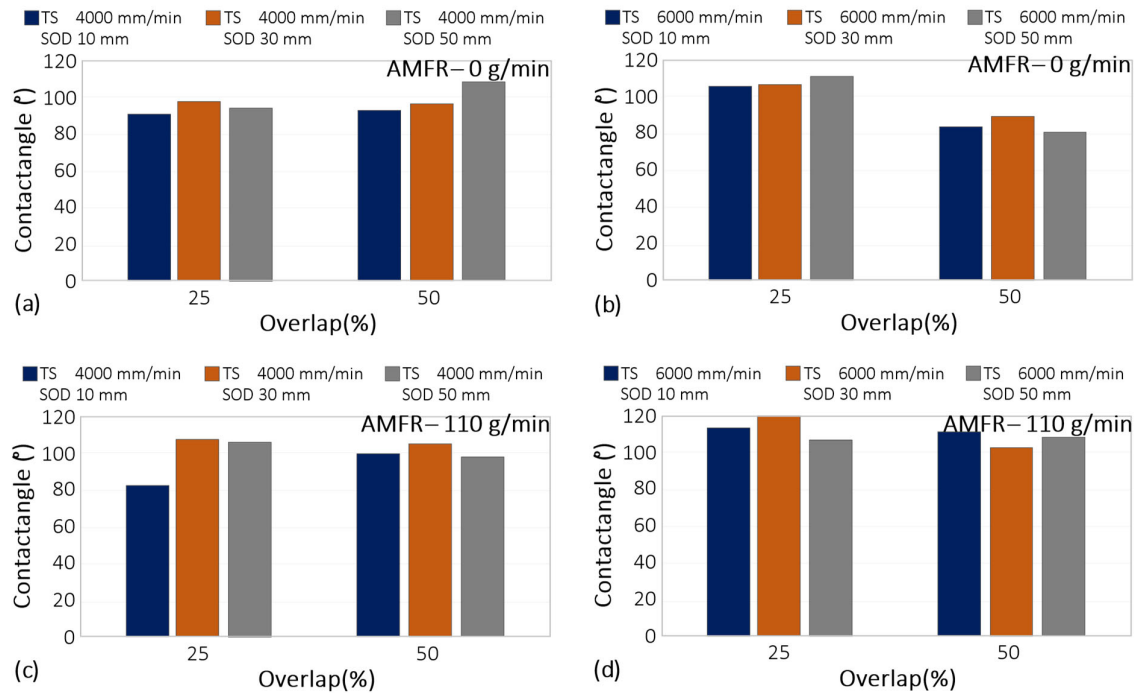 TS 4000 mm/min TS 4000 mm/min TS 4000 mm/min
SOD 10 mm SOD 30 mm SOD 50 mm
AMFR– 0 g/min
120
100
80
60
40
20
0
Contactangle (º)
25 50
Overlap(%)
(a)
TS 6000 mm/min TS 6000 mm/min TS 6000 mm/min
SOD 10 mm SOD 30 mm SOD 50 mm
AMFR– 0 g/min
120
100
80
60
40
20
0
Contactangle (º)
25 50
Overlap(%)
(b)
TS 4000 mm/min TS 4000 mm/min TS 4000 mm/min
SOD 10 mm SOD 30 mm SOD 50 mm
AMFR– 110 g/min
120
100
80
60
40
20
0
Contactangle (º)
25 50
Overlap(%)
(c)
TS 6000 mm/min TS 6000 mm/min TS 6000 mm/min
SOD 10 mm SOD 30 mm SOD 50 mm
AMFR– 110 g/min
120
100
80
60
40
20
0
Contactangle (º)
25 50
Overlap(%)
(d)